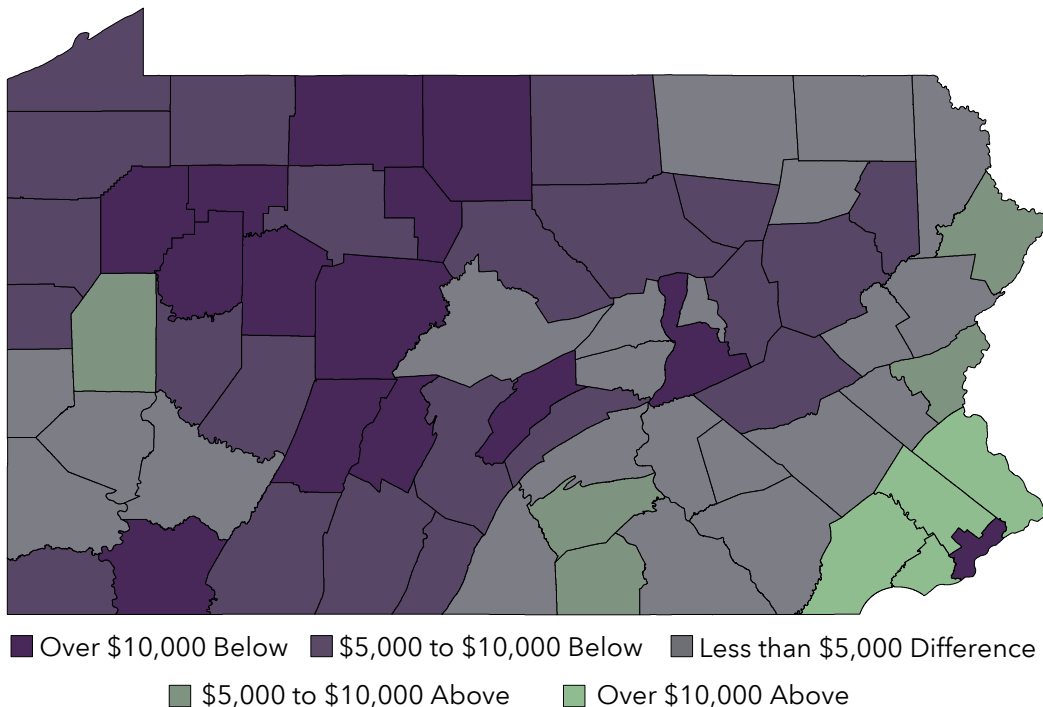 Over $10,000 Below $5,000 to $10,000 Below Less than $5,000 Difference
$5,000 to $10,000 Above Over $10,000 Above